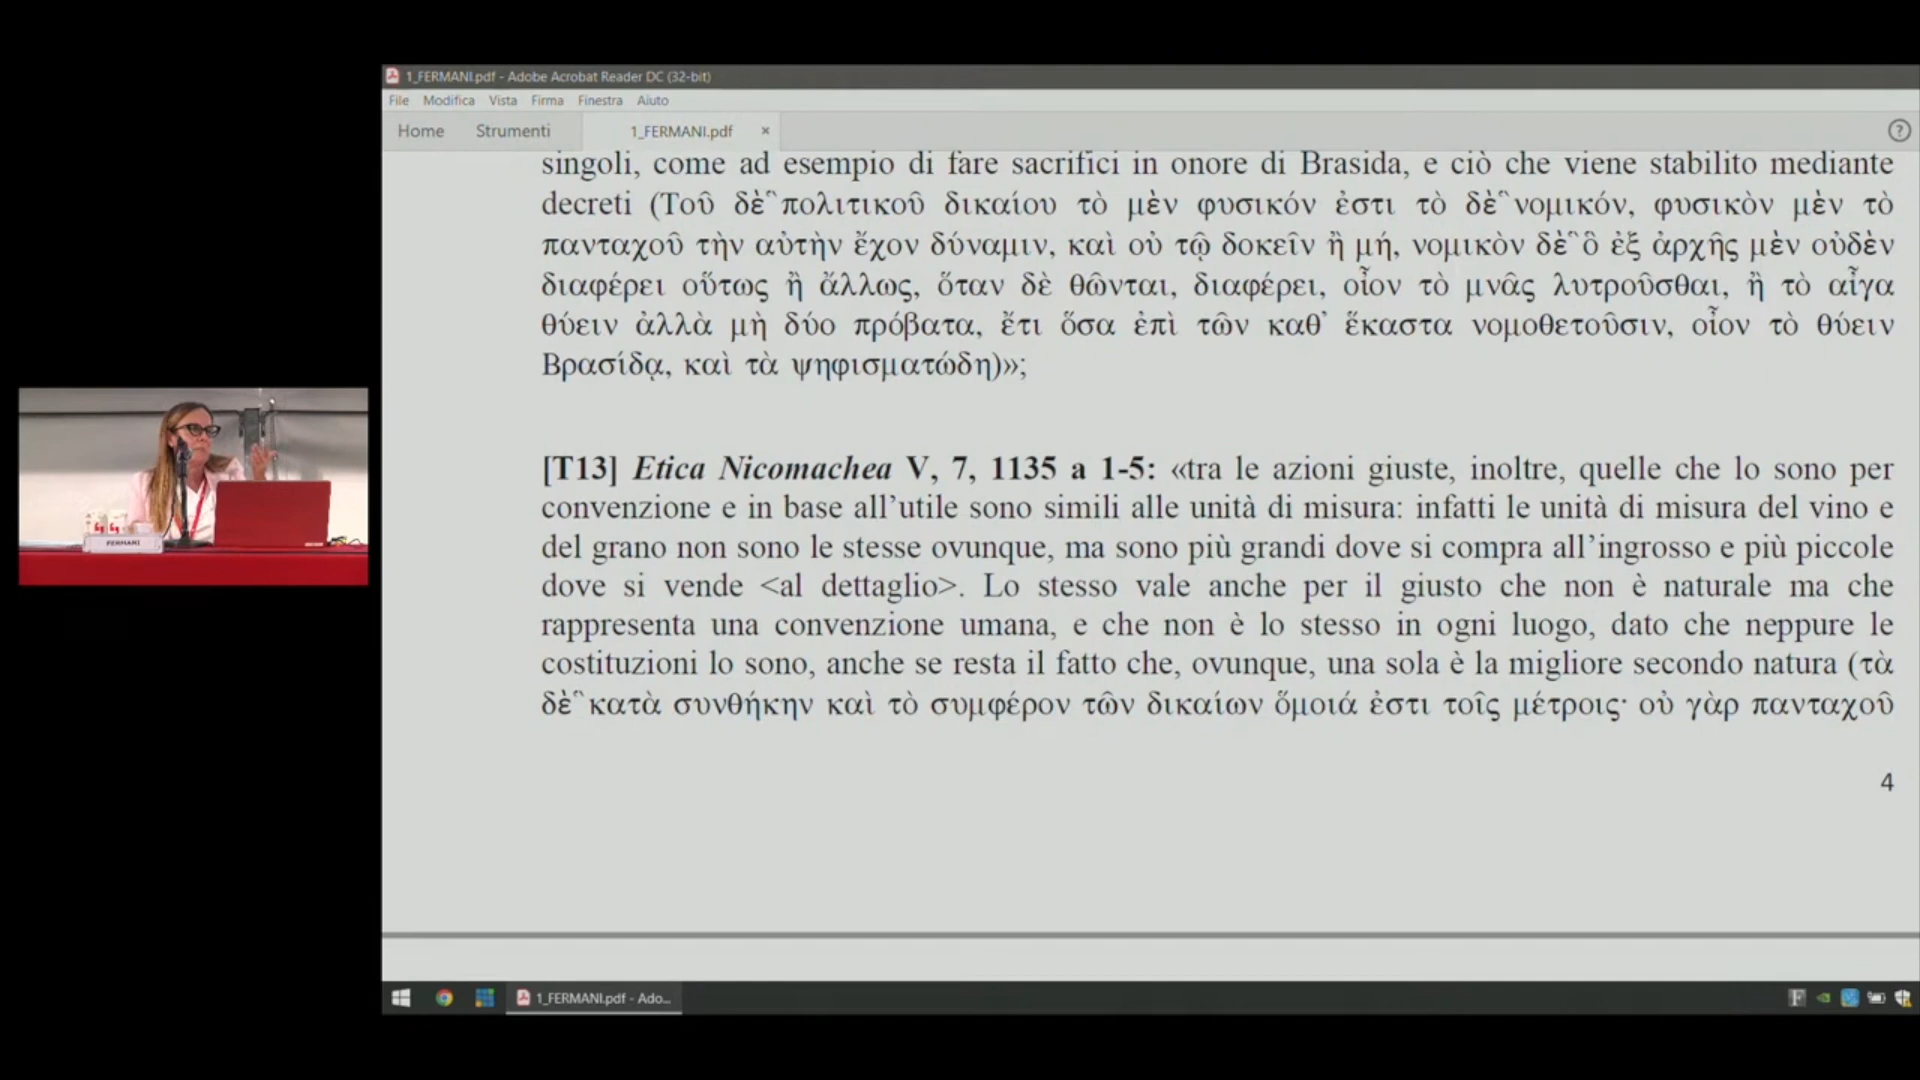 1_FERMANI.pdf - Adobe Acrobat Reader DC (32-bit)
File Modifica Vista Firma Finestra Aiuto
Home Strumenti 1_FERMANI.pdf ×
singoli, come ad esempio di fare sacrifici in onore di Brasida, e ciò che viene stabilito mediante
decreti (Τοῦ δὲ῝ πολιτικοῦ δικαίου τὸ μὲν φυσικόν ἐστι τὸ δὲ῝ νομικόν, φυσικὸν μὲν τὸ
πανταχοῦ τὴν αὐτὴν ἔχον δύναμιν, καὶ οὐ τῷ δοκεῖν ἢ μή, νομικὸν δὲ῝ ὃ ἐξ ἀρχῆς μὲν οὐδὲν
διαφέρει οὕτως ἢ ἄλλως, ὅταν δὲ θῶνται, διαφέρει, οἷον τὸ μνᾶς λυτροῦσθαι, ἢ τὸ αἶγα
θύειν ἀλλὰ μὴ δύο πρόβατα, ἔτι ὅσα ἐπὶ τῶν καθ᾽ ἕκαστα νομοθετοῦσιν, οἷον τὸ θύειν
Βρασίδᾳ, καὶ τὰ ψηφισματώδη)»;
[T13] Etica Nicomachea V, 7, 1135 a 1-5: «tra le azioni giuste, inoltre, quelle che lo sono per
convenzione e in base all’utile sono simili alle unità di misura: infatti le unità di misura del vino e
del grano non sono le stesse ovunque, ma sono più grandi dove si compra all’ingrosso e più piccole
dove si vende <al dettaglio>. Lo stesso vale anche per il giusto che non è naturale ma che
rappresenta una convenzione umana, e che non è lo stesso in ogni luogo, dato che neppure le
costituzioni lo sono, anche se resta il fatto che, ovunque, una sola è la migliore secondo natura (τὰ
δὲ῝ κατὰ συνθήκην καὶ τὸ συμφέρον τῶν δικαίων ὅμοιά ἐστι τοῖς μέτροις· οὐ γὰρ πανταχοῦ
4
FERMANI
1_FERMANI.pdf - Ado...